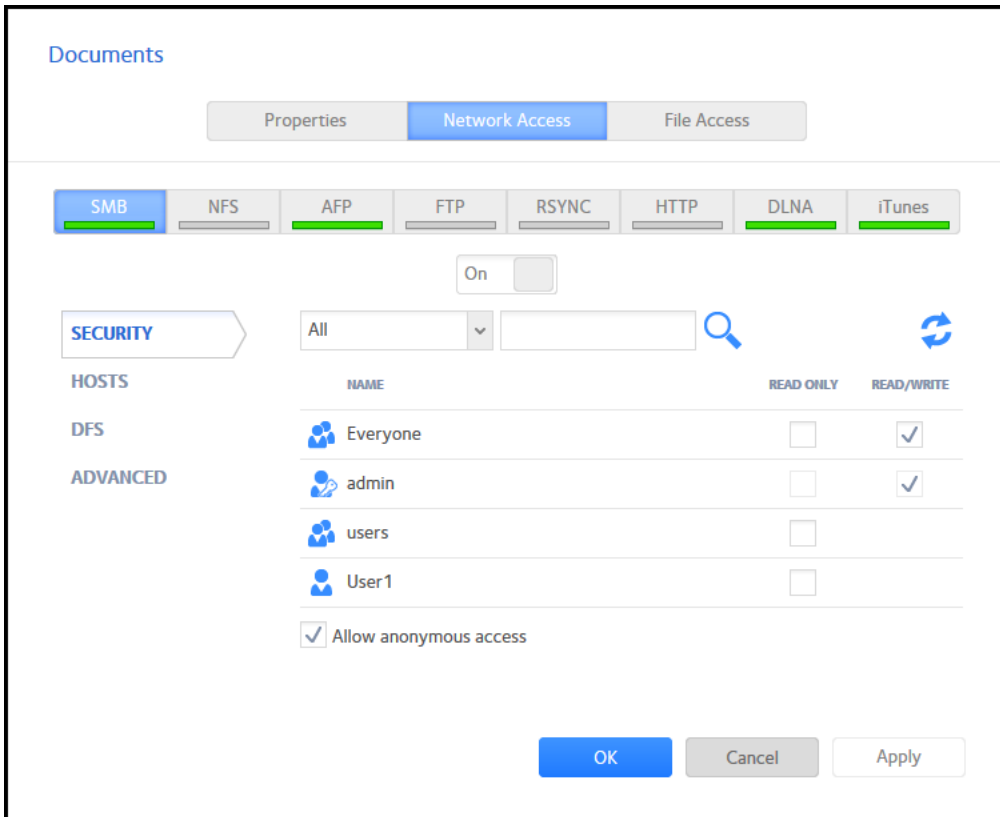 Documents
Properties Network Access File Access
SMB NFS AFP FTP RSYNC HTTP DLNA iTunes
On
SECURITY All
HOSTS NAME READ ONLY READ/WRITE
DFS Everyone
ADVANCED admin
users
User1
Allow anonymous access
OK Cancel Apply